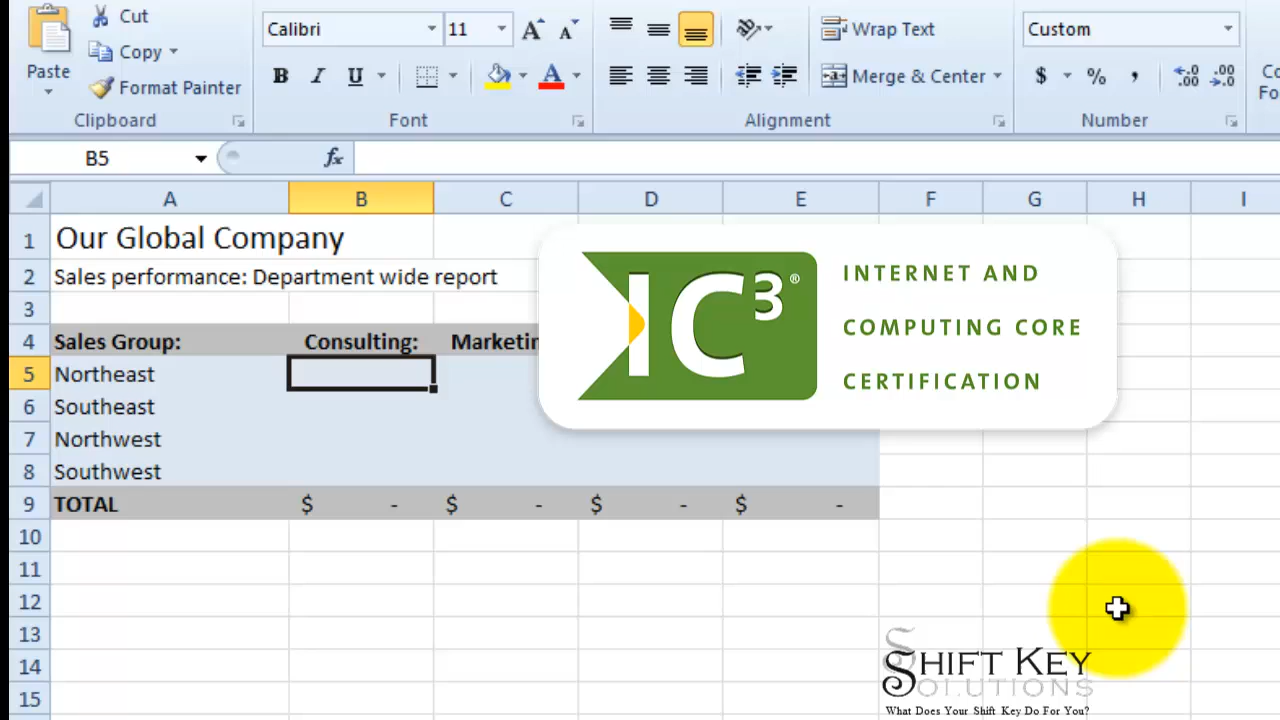 Cut
Copy
Paste
Format Painter
Clipboard
Calibri 11 A A
B I U A
Font
Wrap Text
Merge & Center
Alignment
Custom
$ % , .00 .00
Number
B5 fx
A B C D E F G H I
1 Our Global Company
2 Sales performance: Department wide report
3
4 Sales Group: Consulting:
5 Northeast
6 Southeast
7 Northwest
8 Southwest
9 TOTAL $ - $ - $ - $ -
10
11
12
13
14
15
IC3®
INTERNET AND
COMPUTING CORE
CERTIFICATION
SHIFT KEY
SOLUTIONS
What Does Your Shift Key Do For You?